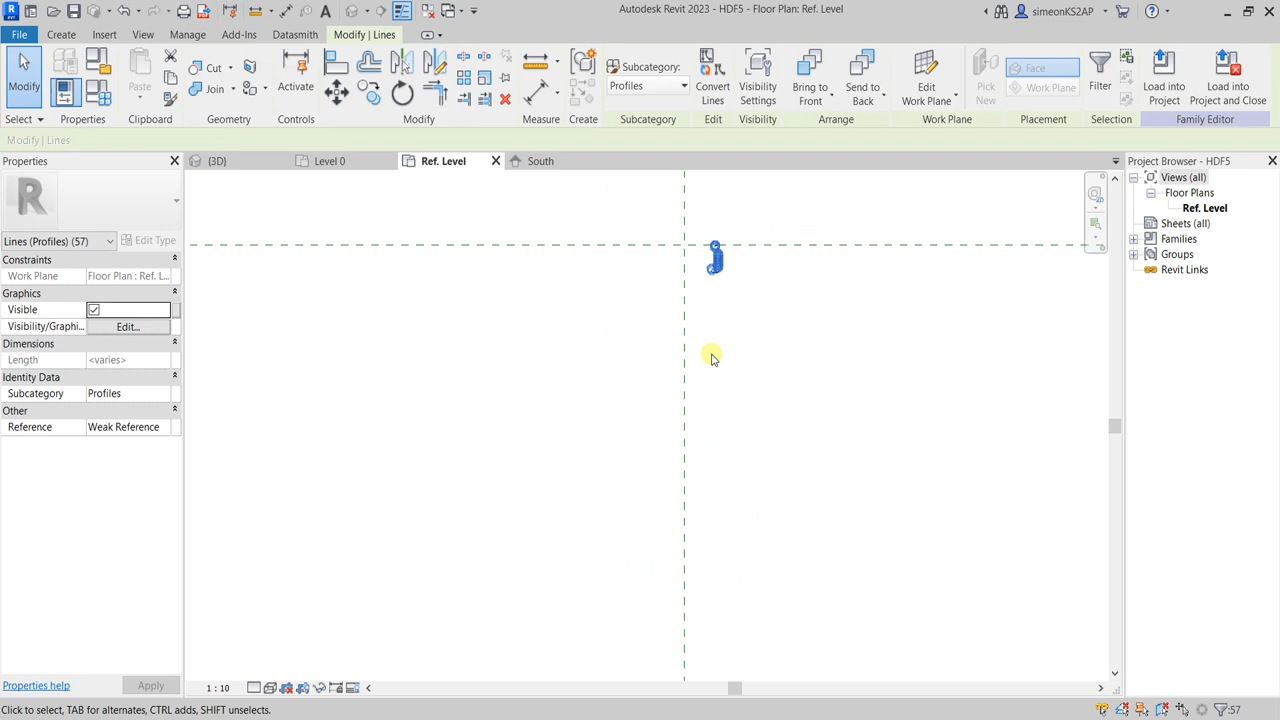 Autodesk Revit 2023 - HDF5 - Floor Plan: Ref. Level
simeonKS2AP
File Create Insert View Manage Add-Ins Datasmith Modify | Lines
Modify
Paste
Cut
Join
Activate
Subcategory:
Profiles
Convert Lines
Visibility Settings
Bring to Front
Send to Back
Edit Work Plane
Pick New
Face
Work Plane
Filter
Load into Project
Load into Project and Close
Select Properties Clipboard Geometry Controls Modify Measure Create Subcategory Edit Visibility Arrange Work Plane Placement Selection Family Editor
Modify | Lines
Properties
R
Lines (Profiles) (57) Edit Type
Constraints
Work Plane Floor Plan : Ref. L...
Graphics
Visible
Visibility/Graphi... Edit...
Dimensions
Length <varies>
Identity Data
Subcategory Profiles
Other
Reference Weak Reference
Properties help Apply
{3D} Level 0 Ref. Level South
Project Browser - HDF5
Views (all)
Floor Plans
Ref. Level
Sheets (all)
Families
Groups
Revit Links
1 : 10
Click to select, TAB for alternates, CTRL adds, SHIFT unselects.
:57